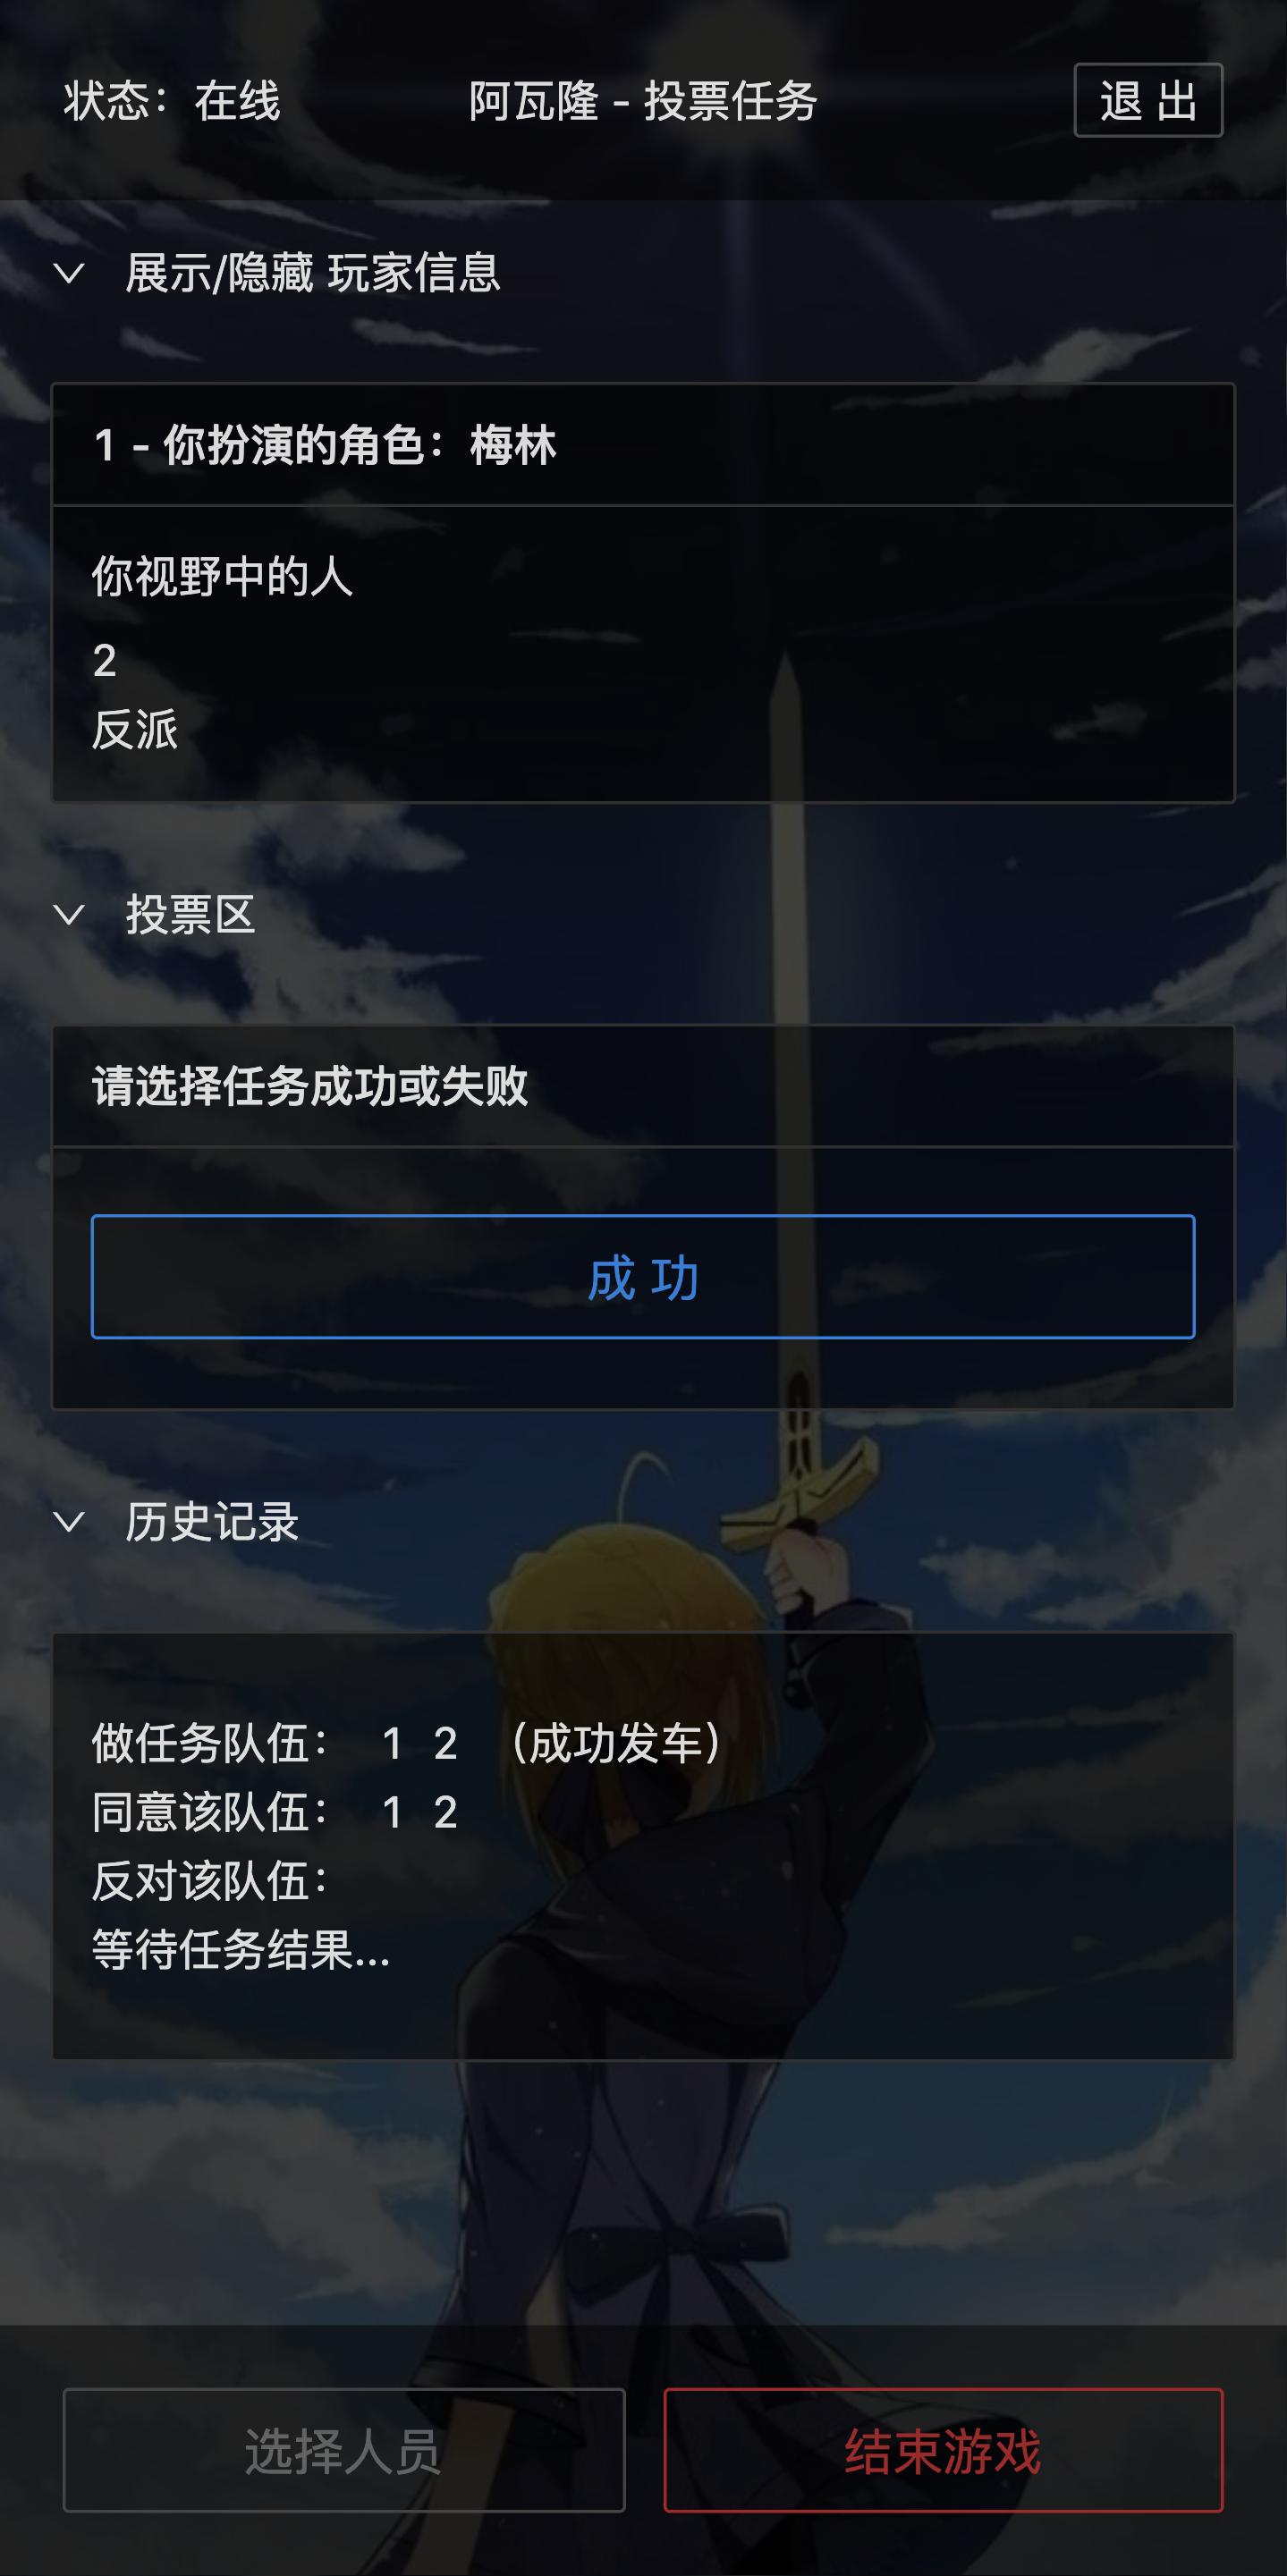 状态：在线
阿瓦隆 - 投票任务
退 出
展示/隐藏 玩家信息
1 - 你扮演的角色：梅林
你视野中的人
2
反派
投票区
请选择任务成功或失败
成 功
历史记录
做任务队伍： 1 2 （成功发车）
同意该队伍： 1 2
反对该队伍：
等待任务结果...
选择人员
结束游戏